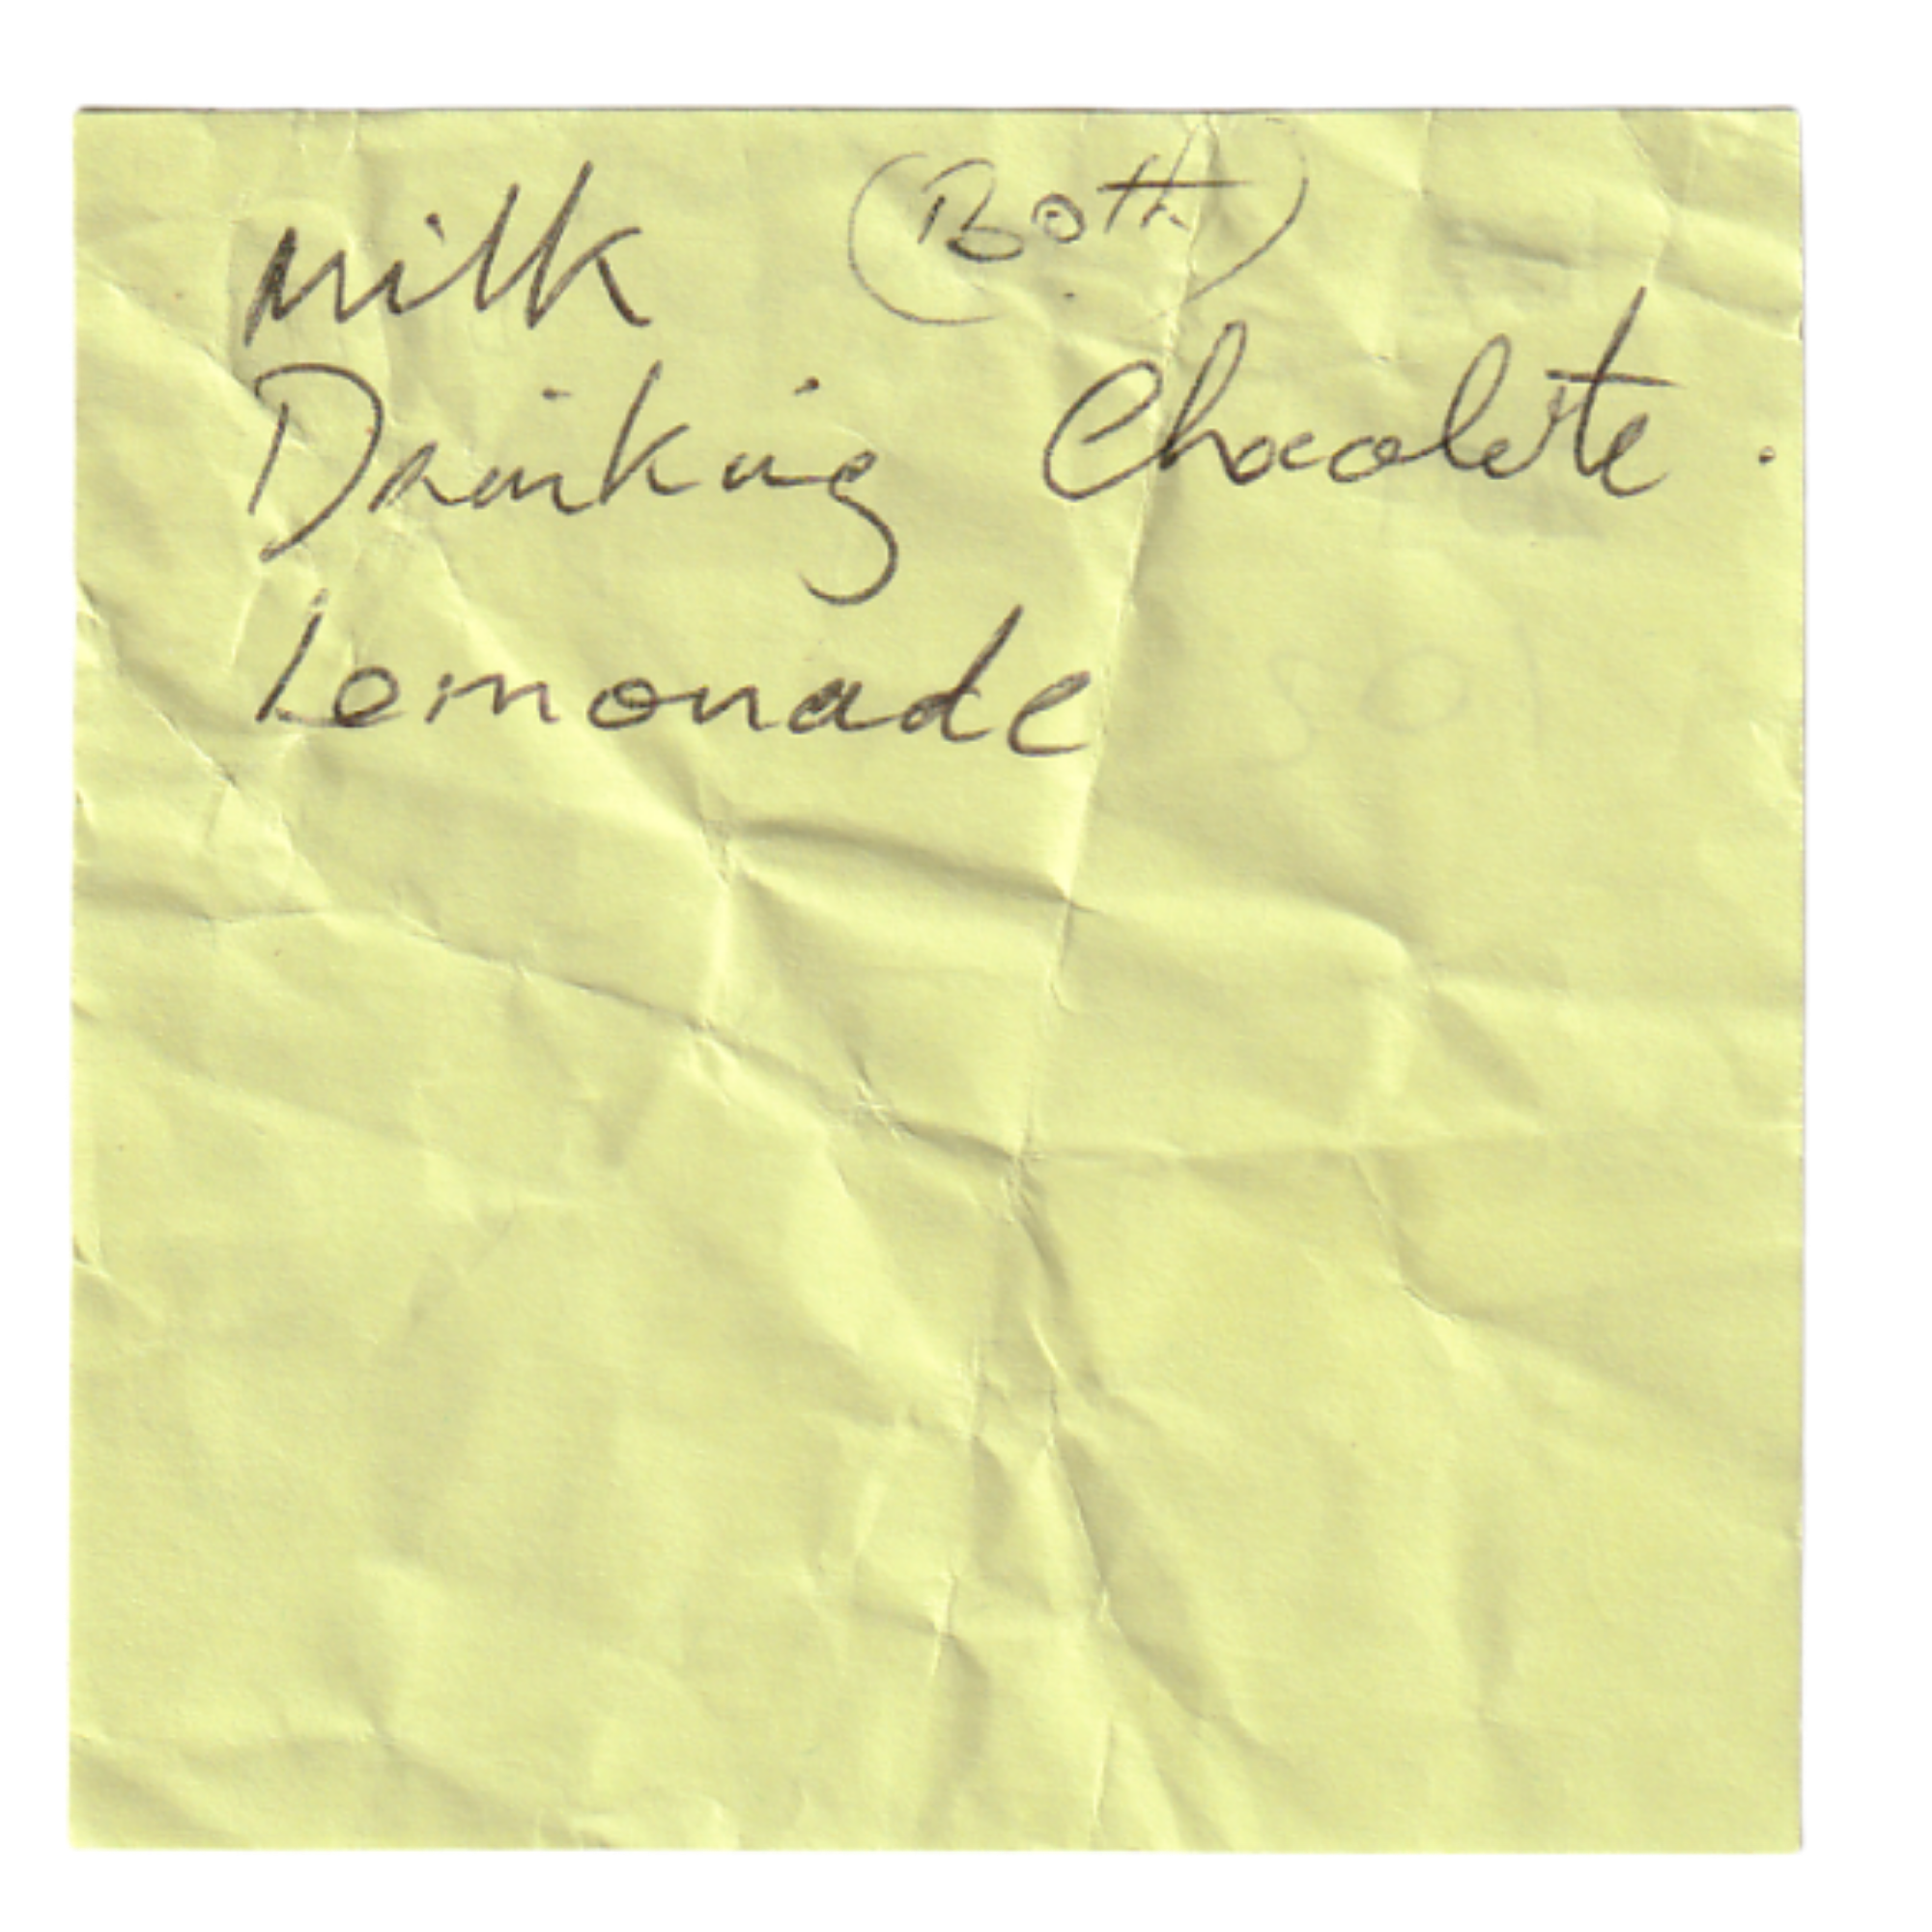 Milk (Both)
Drinking Chocolate.
Lemonade